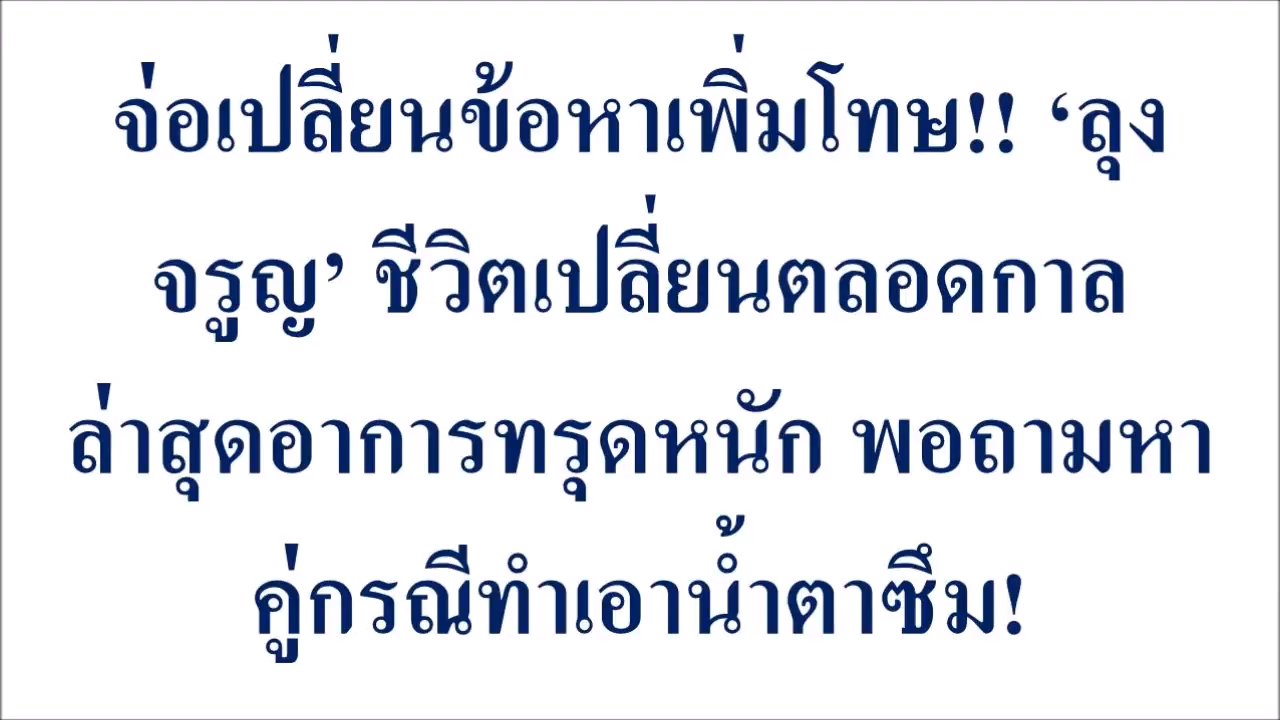 จ่อเปลี่ยนข้อหาเพิ่มโทษ!! ‘ลุง
จรูญ’ ชีวิตเปลี่ยนตลอดกาล
ล่าสุดอาการทรุดหนัก พอถามหา
คู่กรณีทำเอาน้ำตาซึม!